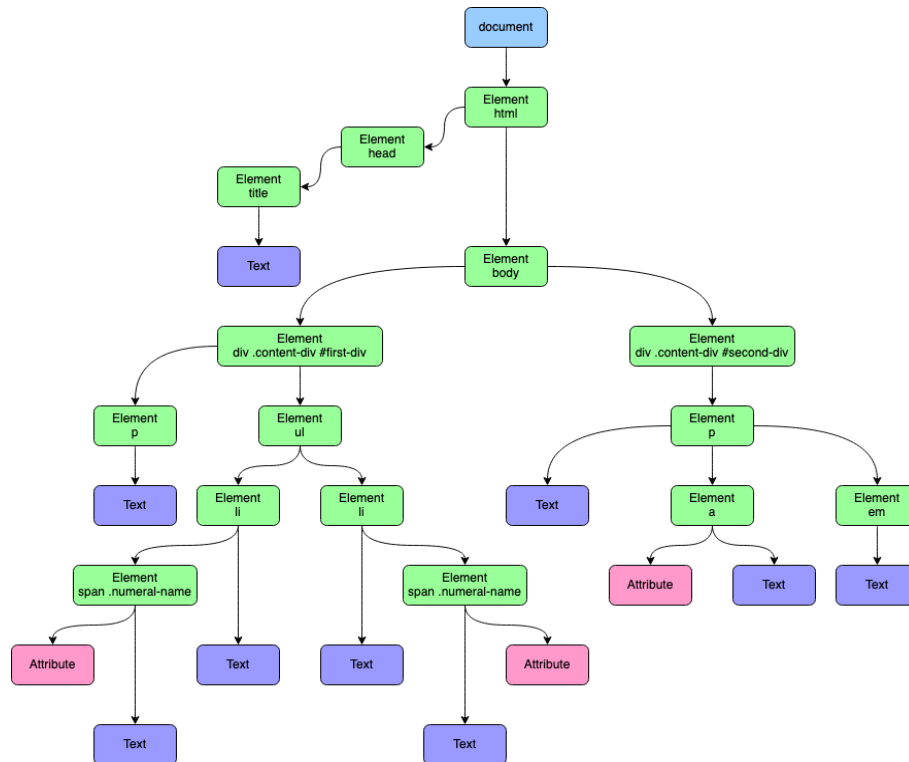 document
Element
html
Element
head
Element
title
Text
Element
body
Element
div .content-div #first-div
Element
div .content-div #second-div
Element
p
Element
ul
Element
p
Text
Element
li
Element
li
Text
Element
a
Element
em
Element
span .numeral-name
Element
span .numeral-name
Attribute
Text
Text
Attribute
Text
Text
Attribute
Text
Text